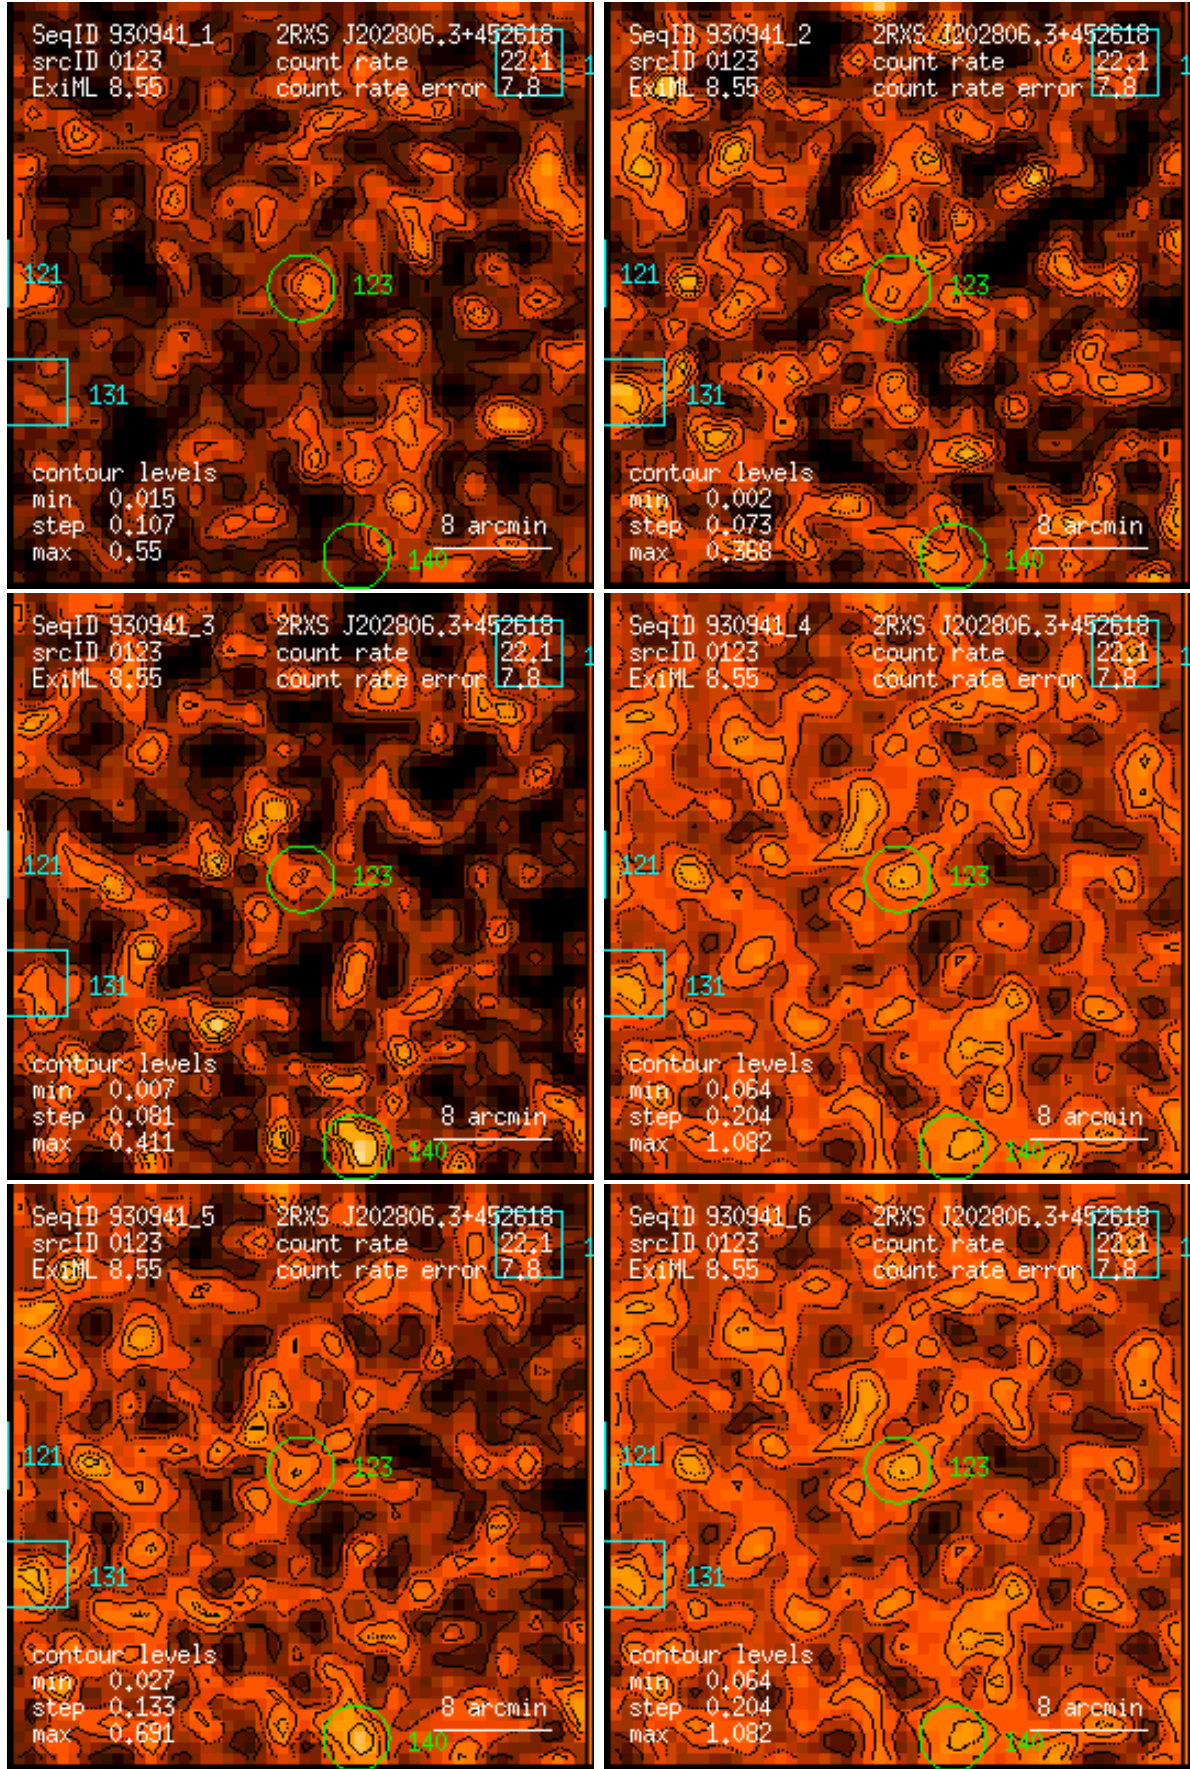 SeqID 930941_1 2RXS J202806.3+452618
srcID 0123 count rate 22.1
ExiML 8.55 count rate error 7.8
1
121
123
131
contour levels
min 0.015
step 0.107
max 0.55
8 arcmin
140
SeqID 930941_2 2RXS J202806.3+452618
srcID 0123 count rate 22.1
ExiML 8.55 count rate error 7.8
1
121
123
131
contour levels
min 0.002
step 0.073
max 0.368
8 arcmin
140
SeqID 930941_3 2RXS J202806.3+452618
srcID 0123 count rate 22.1
ExiML 8.55 count rate error 7.8
1
121
123
131
contour levels
min 0.007
step 0.081
max 0.411
8 arcmin
140
SeqID 930941_4 2RXS J202806.3+452618
srcID 0123 count rate 22.1
ExiML 8.55 count rate error 7.8
1
121
123
131
contour levels
min 0.064
step 0.204
max 1.082
8 arcmin
140
SeqID 930941_5 2RXS J202806.3+452618
srcID 0123 count rate 22.1
ExiML 8.55 count rate error 7.8
1
121
123
131
contour levels
min 0.027
step 0.133
max 0.691
8 arcmin
140
SeqID 930941_6 2RXS J202806.3+452618
srcID 0123 count rate 22.1
ExiML 8.55 count rate error 7.8
1
121
123
131
contour levels
min 0.064
step 0.204
max 1.082
8 arcmin
140